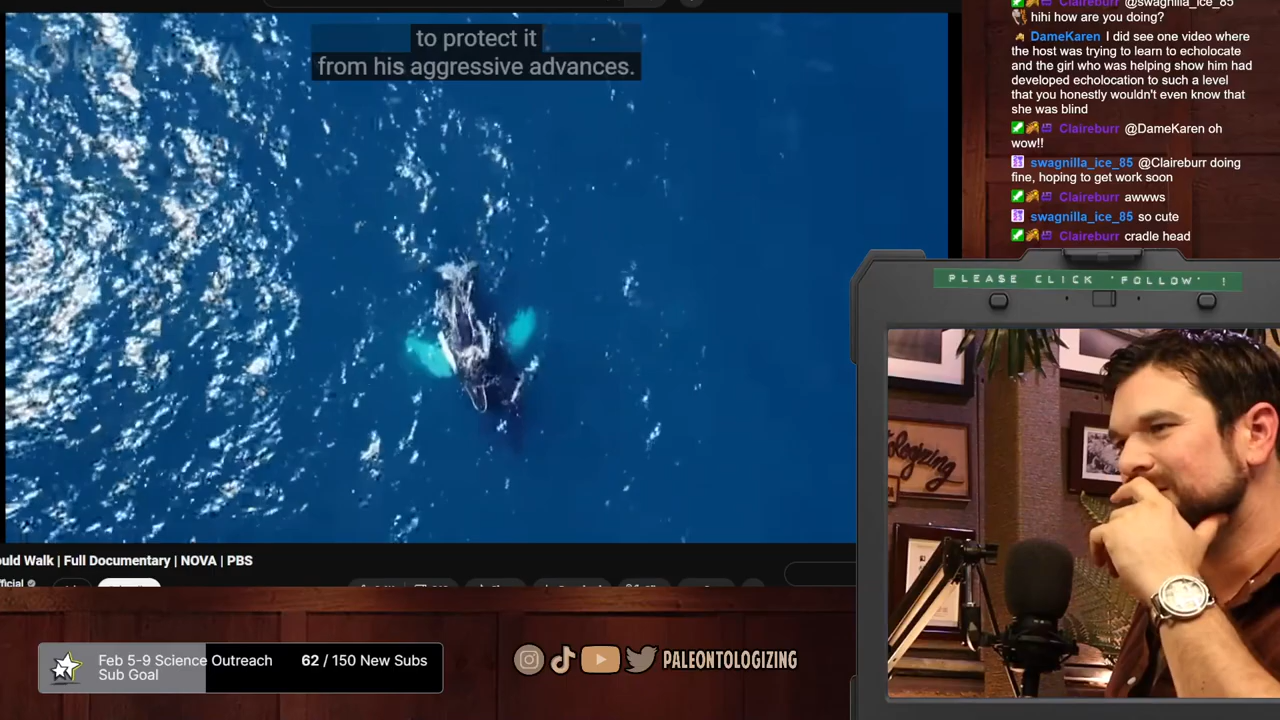 to protect it
from his aggressive advances.
NOVA
Claireburr @swagnilla_ice_85
hihi how are you doing?
DameKaren I did see one video where
the host was trying to learn to echolocate
and the girl who was helping show him had
developed echolocation to such a level
that you honestly wouldn't even know that
she was blind
Claireburr @DameKaren oh
wow!!
swagnilla_ice_85 @Claireburr doing
fine, hoping to get work soon
Claireburr awwws
swagnilla_ice_85 so cute
Claireburr cradle head
PLEASE CLICK 'FOLLOW' !
ologizing
ould Walk | Full Documentary | NOVA | PBS
ficial
Feb 5-9 Science Outreach
Sub Goal
62 / 150 New Subs
PALEONTOLOGIZING